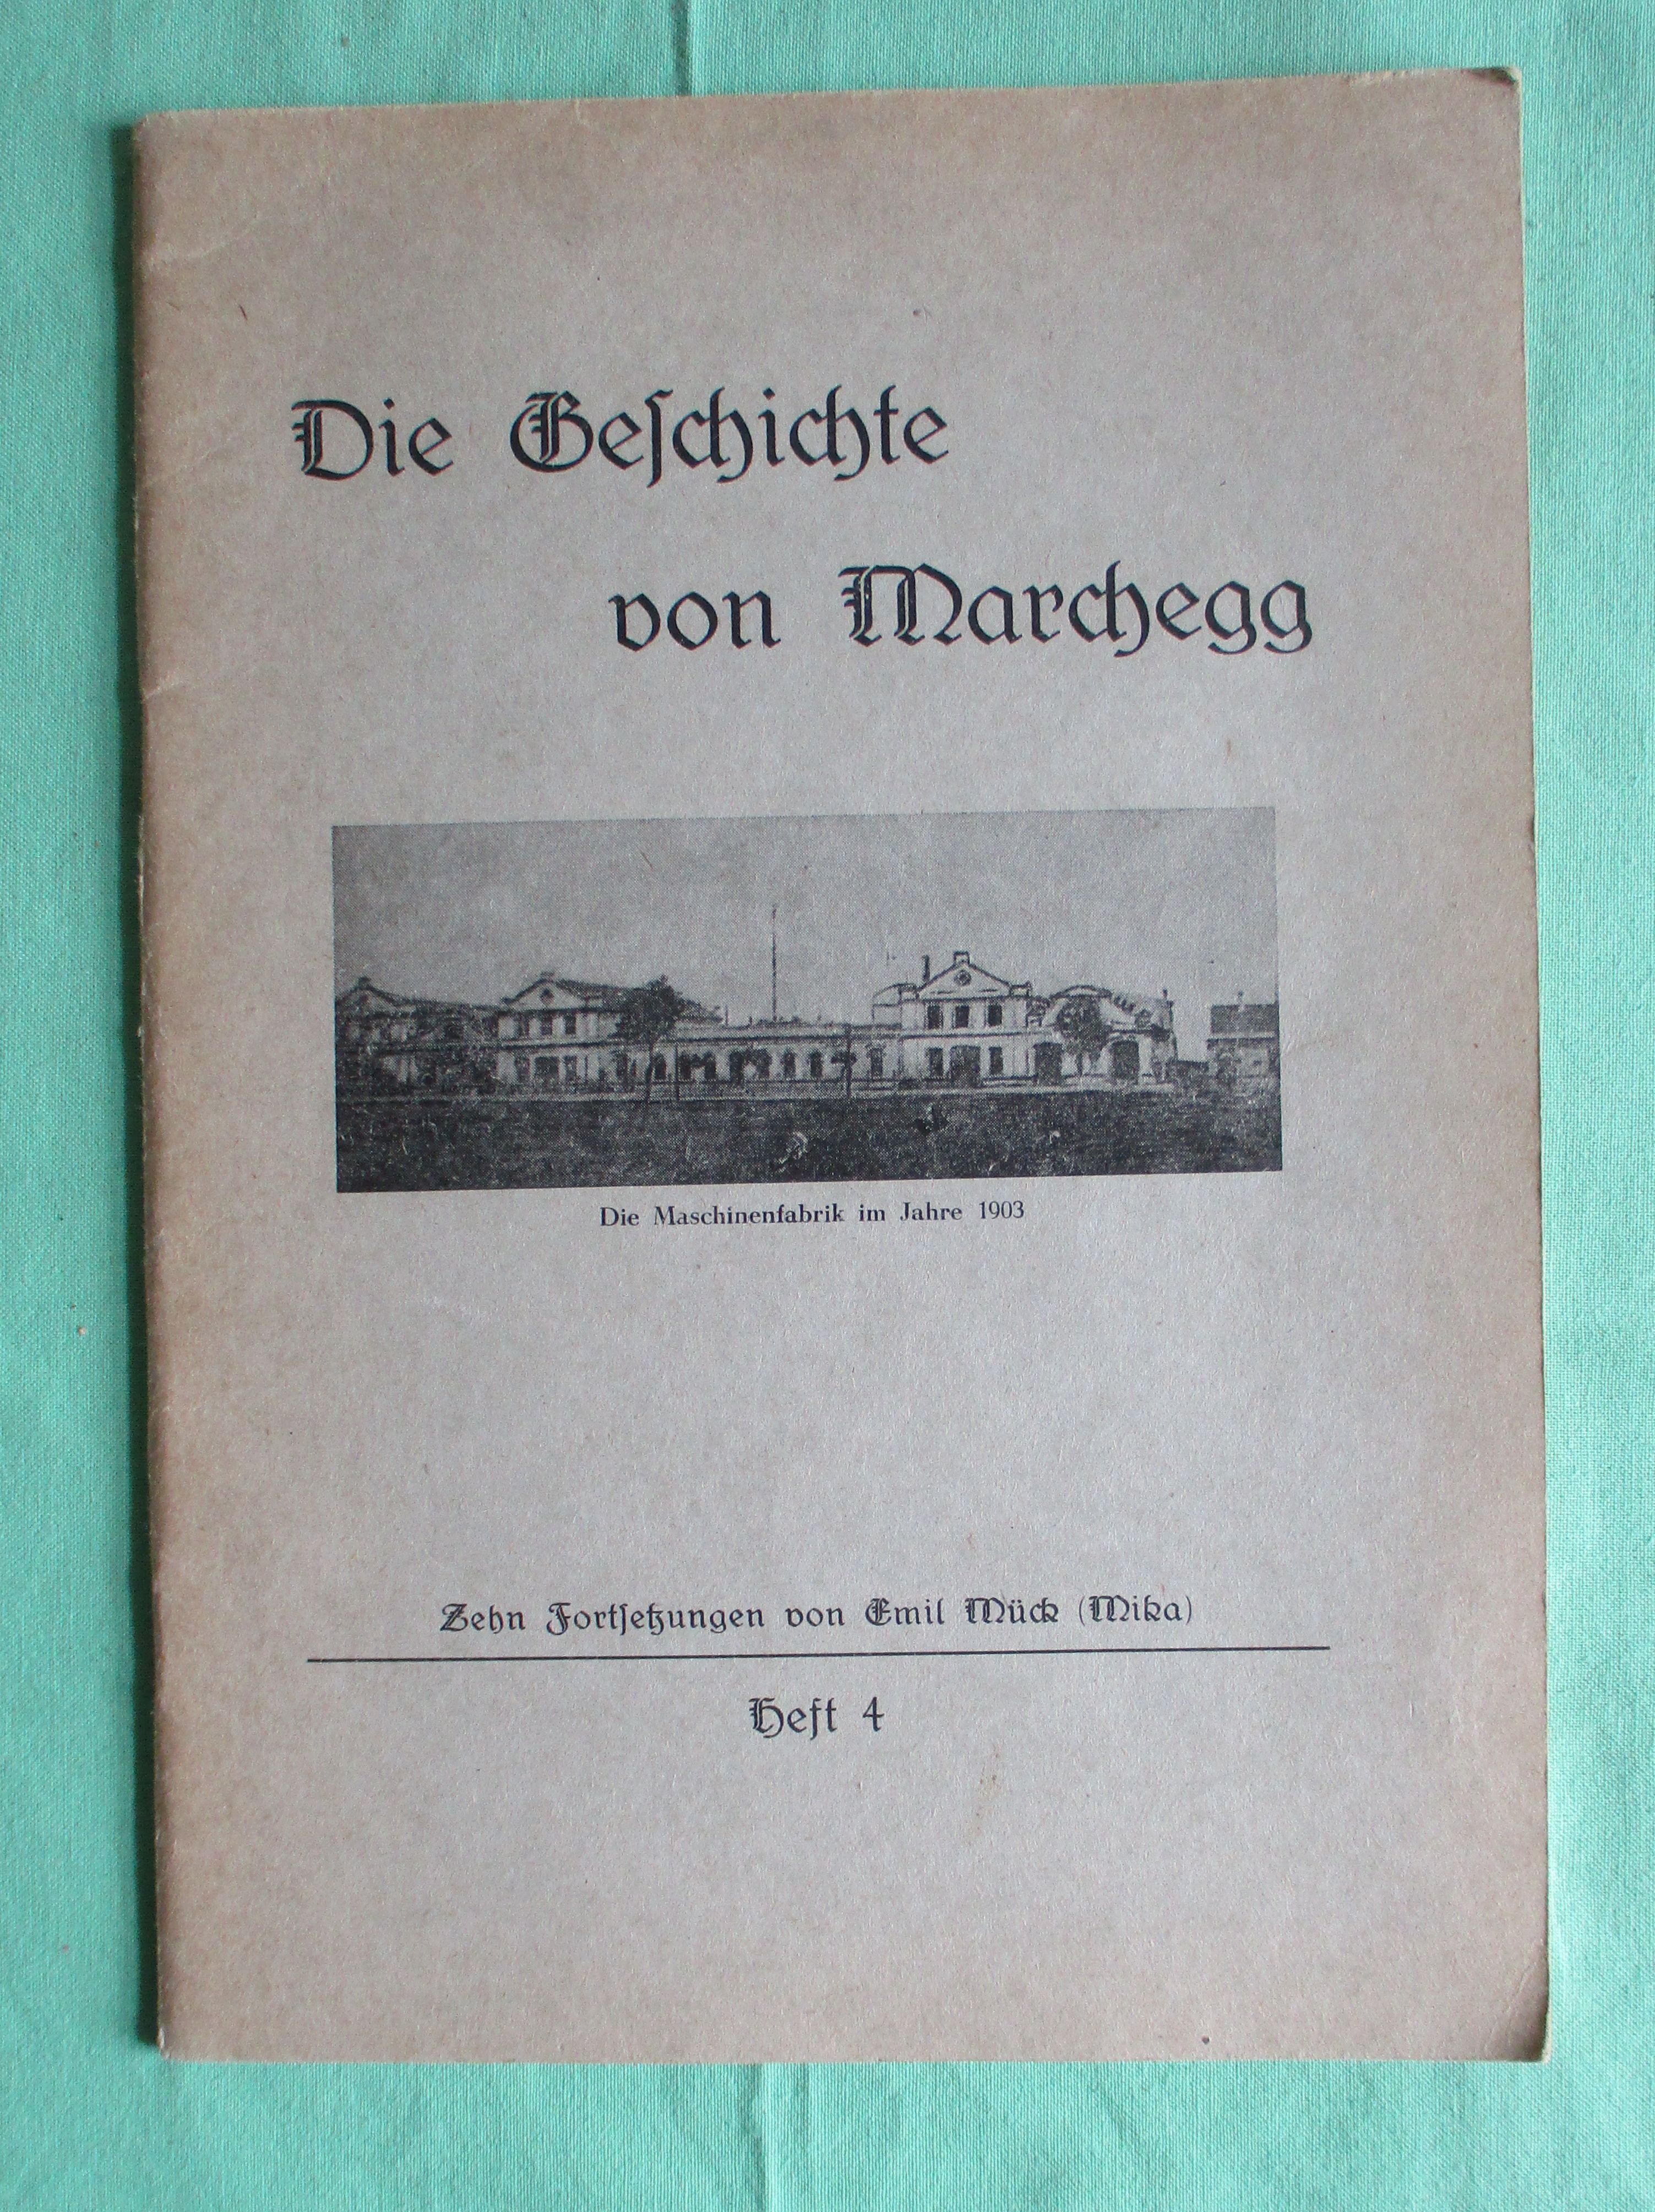 Die Geſchichte
von Marchegg
Die Maschinenfabrik im Jahre 1903
Zehn Fortſetzungen von Emil Mück (Mika)
Heft 4